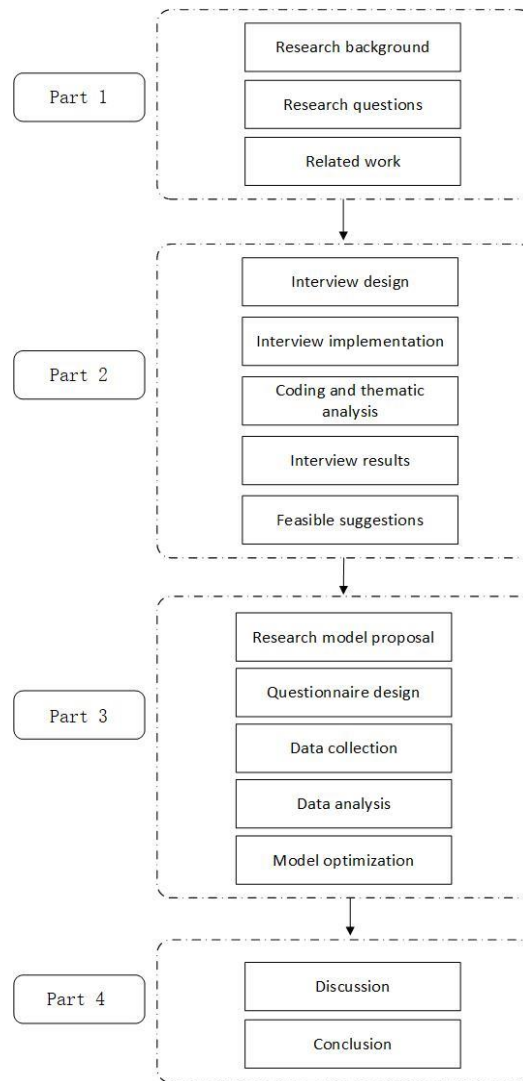 Part 1
Research background
Research questions
Related work
Part 2
Interview design
Interview implementation
Coding and thematic
analysis
Interview results
Feasible suggestions
Part 3
Research model proposal
Questionnaire design
Data collection
Data analysis
Model optimization
Part 4
Discussion
Conclusion